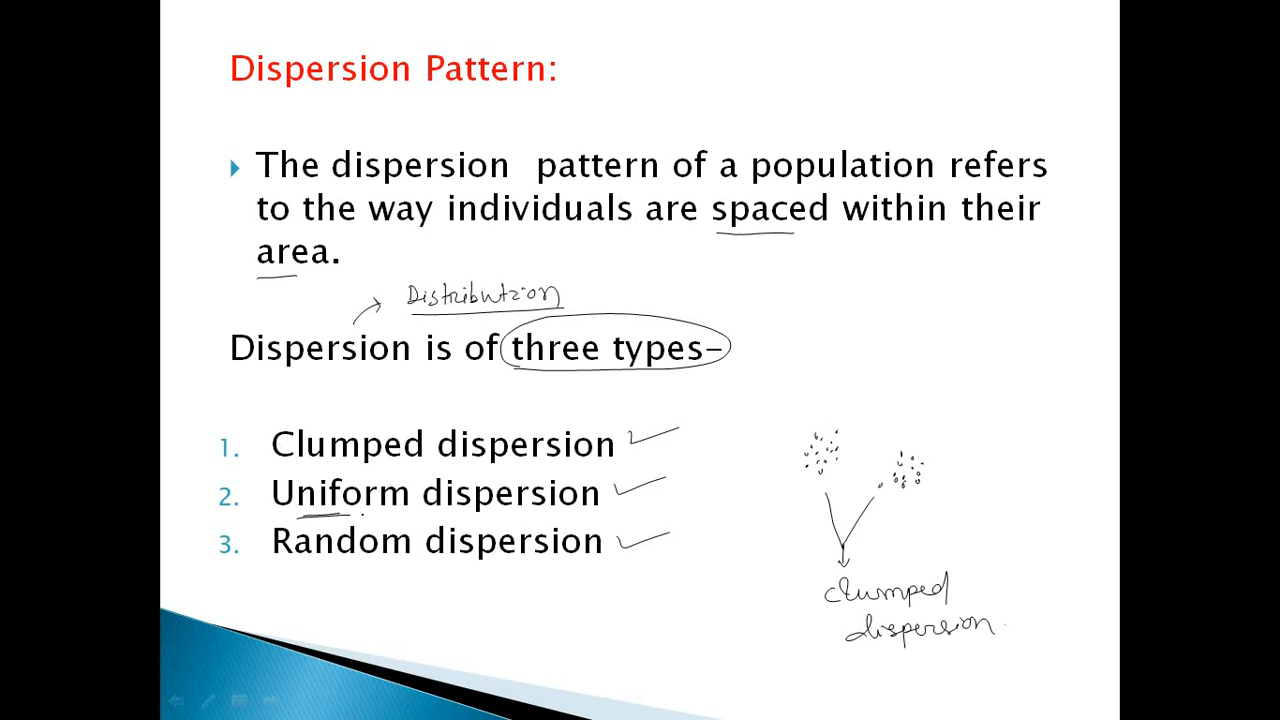 Dispersion Pattern:
The dispersion pattern of a population refers
to the way individuals are spaced within their
area.
Distribution
Dispersion is of three types-
1. Clumped dispersion
2. Uniform dispersion
3. Random dispersion
clumped
dispersion